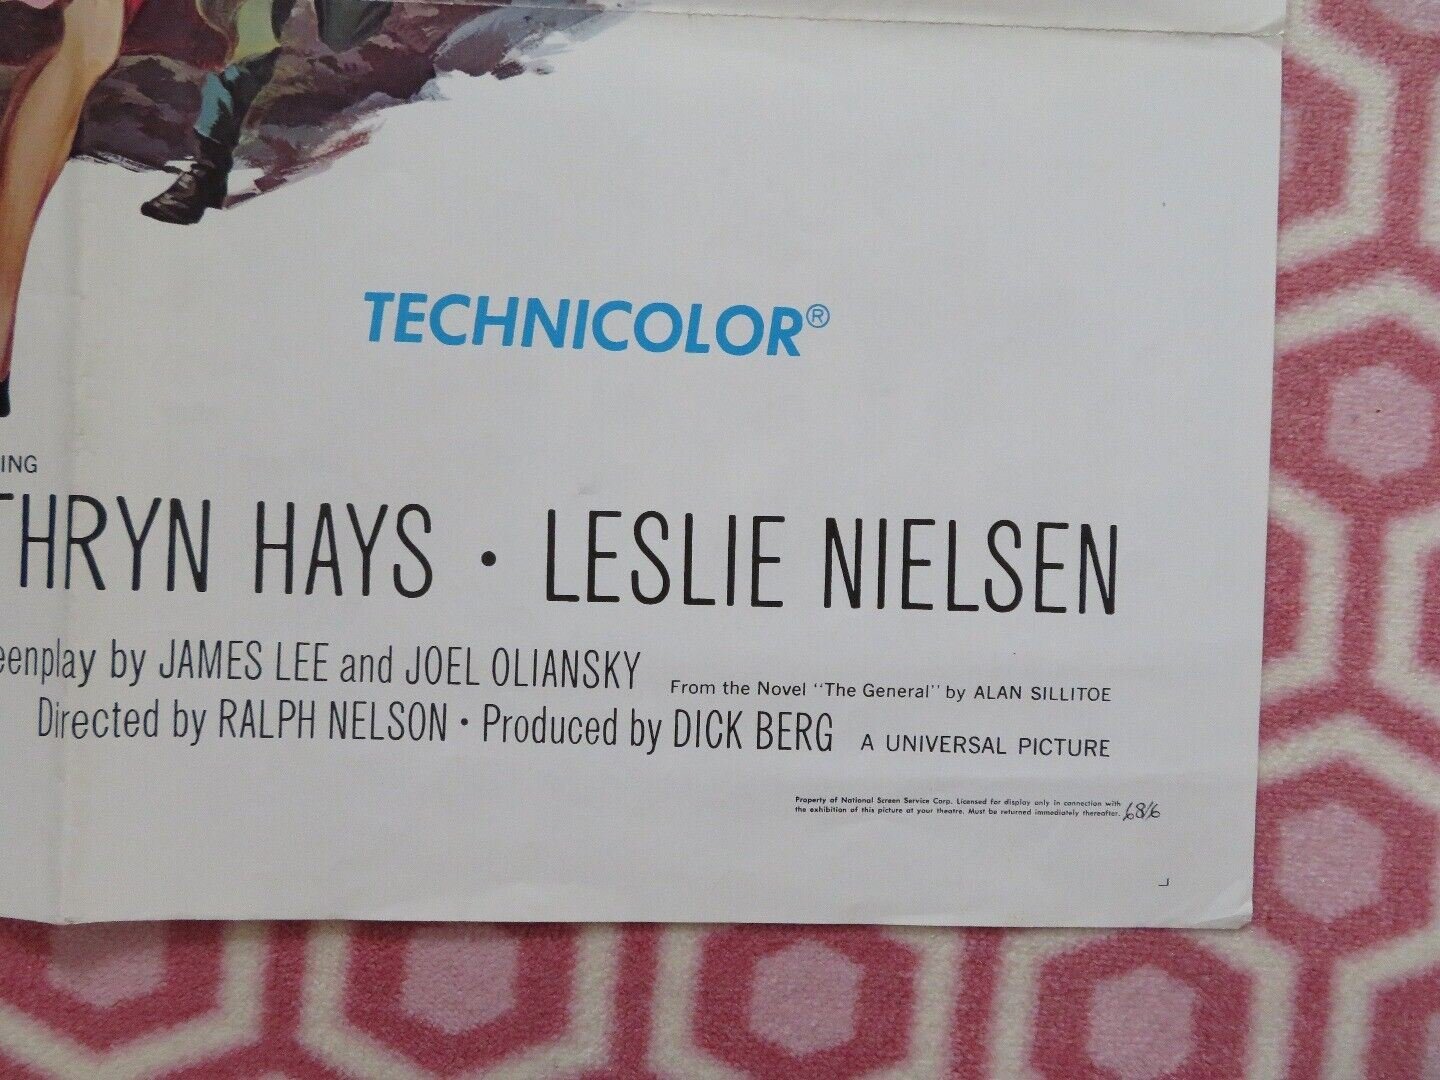 TECHNICOLOR®
ING
THRYN HAYS • LESLIE NIELSEN
eenplay by JAMES LEE and JOEL OLIANSKY From the Novel "The General" by ALAN SILLITOE
Directed by RALPH NELSON • Produced by DICK BERG A UNIVERSAL PICTURE
Property of National Screen Service Corp. Licensed for display only in connection with
the exhibition of this picture at your theatre. Must be returned immediately thereafter.